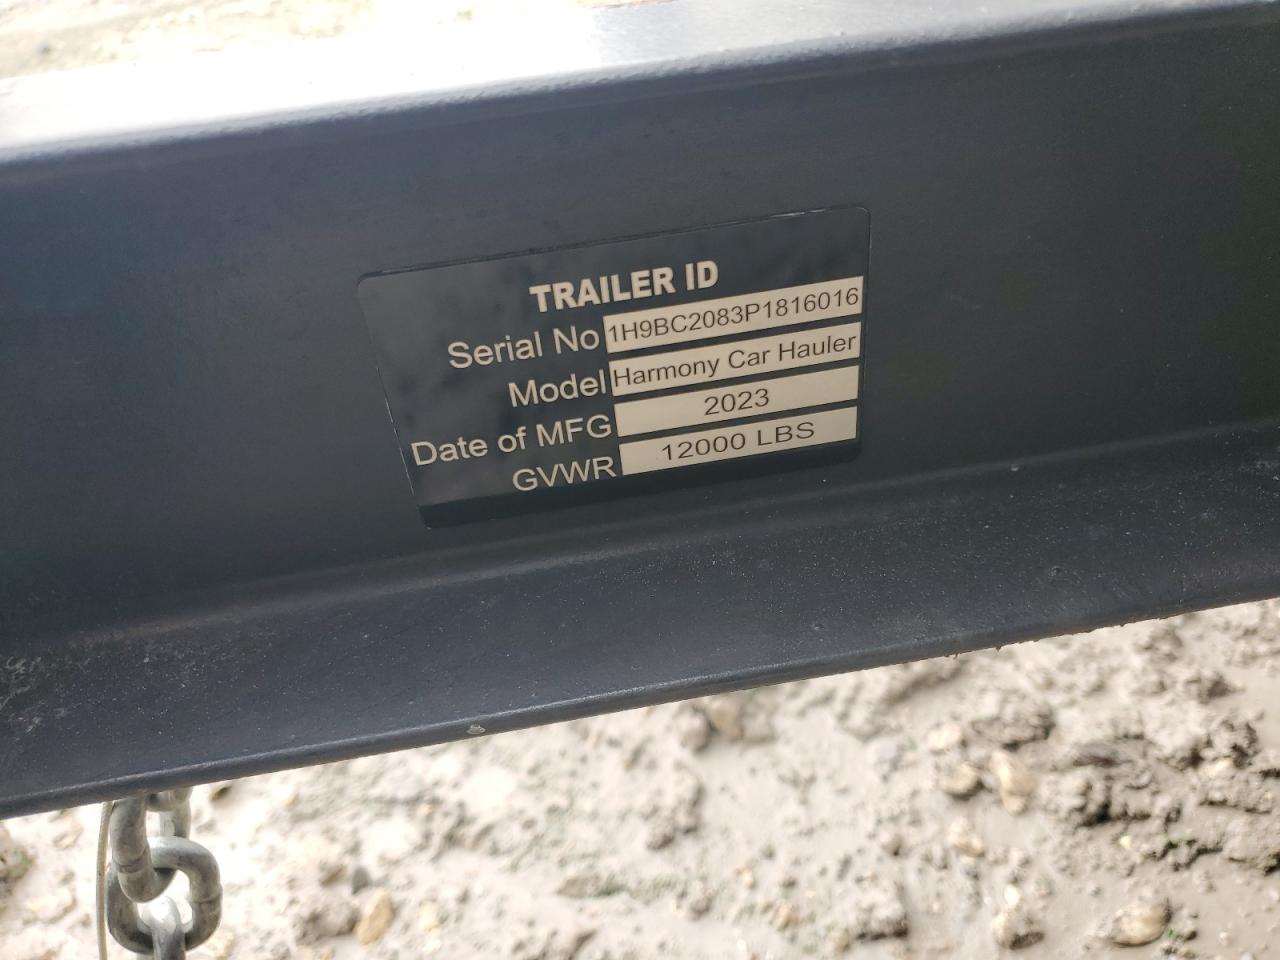 TRAILER ID
Serial No 1H9BC2083P1816016
Model Harmony Car Hauler
Date of MFG 2023
GVWR 12000 LBS